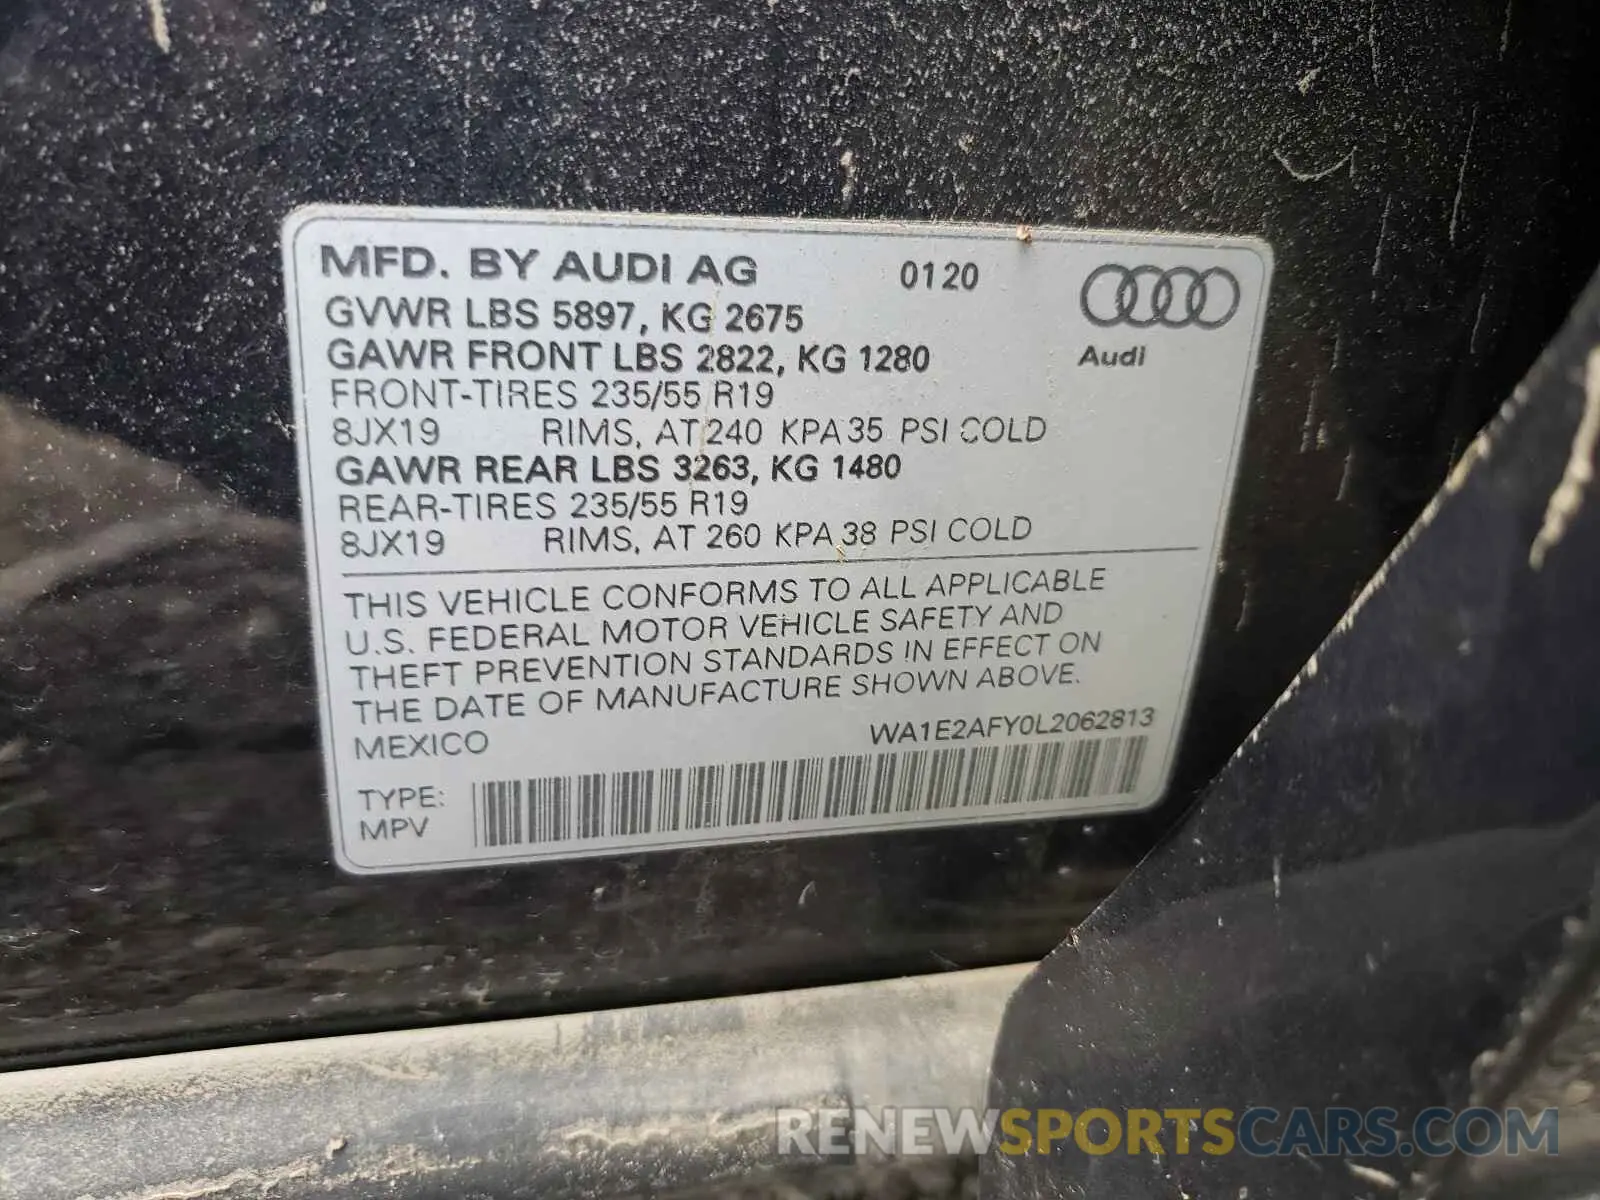 MFD. BY AUDI AG 0120
GVWR LBS 5897, KG 2675
GAWR FRONT LBS 2822, KG 1280
Audi
FRONT-TIRES 235/55 R19
8JX19 RIMS, AT 240 KPA 35 PSI COLD
GAWR REAR LBS 3263, KG 1480
REAR-TIRES 235/55 R19
8JX19 RIMS, AT 260 KPA 38 PSI COLD
THIS VEHICLE CONFORMS TO ALL APPLICABLE
U.S. FEDERAL MOTOR VEHICLE SAFETY AND
THEFT PREVENTION STANDARDS IN EFFECT ON
THE DATE OF MANUFACTURE SHOWN ABOVE.
MEXICO WA1E2AFY0L2062813
TYPE:
MPV
RENEWSPORTSCARS.COM